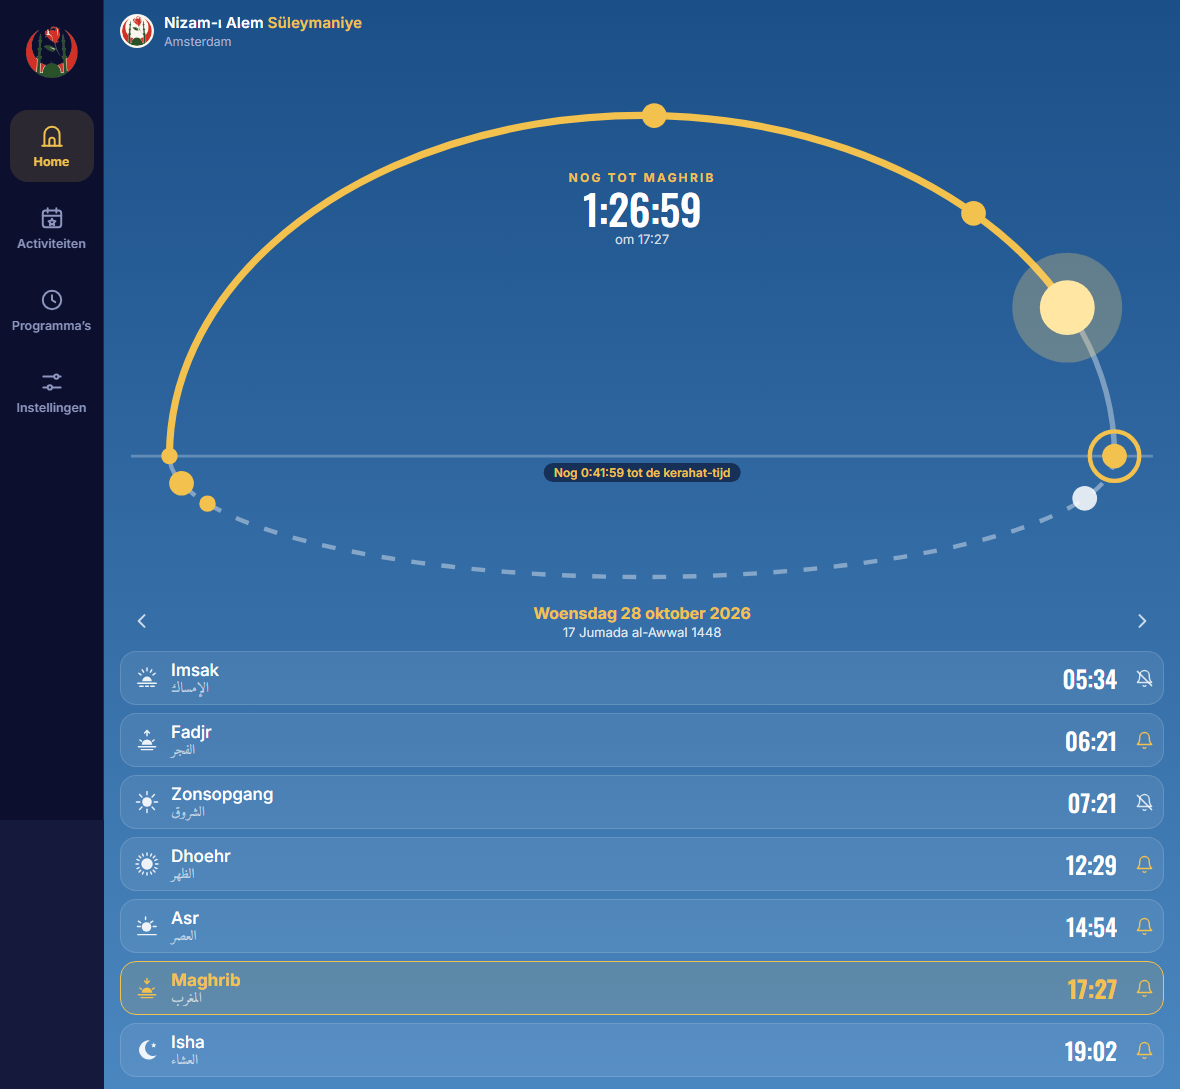 Nizam-ı Alem Süleymaniye
Amsterdam
Home
Activiteiten
Programma's
Instellingen
NOG TOT MAGHRIB
1:26:59
om 17:27
Nog 0:41:59 tot de kerahat-tijd
Woensdag 28 oktober 2026
17 Jumada al-Awwal 1448
Imsak
الإمساك
05:34
Fadjr
الفجر
06:21
Zonsopgang
الشروق
07:21
Dhoehr
الظهر
12:29
Asr
العصر
14:54
Maghrib
المغرب
17:27
Isha
العشاء
19:02